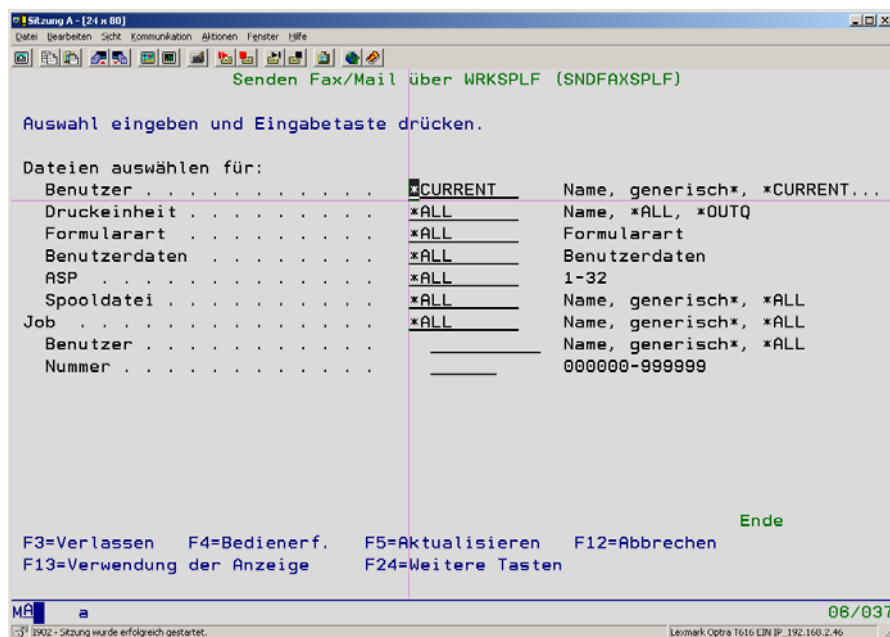 Sitzung A - [24 x 80]
Datei Bearbeiten Sicht Kommunikation Aktionen Fenster Hilfe
Senden Fax/Mail über WRKSPLF (SNDFAXSPLF)
Auswahl eingeben und Eingabetaste drücken.
Dateien auswählen für:
Benutzer . . . . . . . . . . . *CURRENT Name, generisch*, *CURRENT...
Druckeinheit . . . . . . . . . *ALL Name, *ALL, *OUTQ
Formularart . . . . . . . . . *ALL Formularart
Benutzerdaten . . . . . . . . *ALL Benutzerdaten
ASP . . . . . . . . . . . . . *ALL 1-32
Spooldatei . . . . . . . . . . *ALL Name, generisch*, *ALL
Job . . . . . . . . . . . . . . *ALL Name, generisch*, *ALL
Benutzer . . . . . . . . . . . Name, generisch*, *ALL
Nummer . . . . . . . . . . . . 000000-999999
Ende
F3=Verlassen F4=Bedienerf. F5=Aktualisieren F12=Abbrechen
F13=Verwendung der Anzeige F24=Weitere Tasten
MA a 06/037
I902 - Sitzung wurde erfolgreich gestartet. Lexmark Optra T616 EIN IP_192.168.2.46